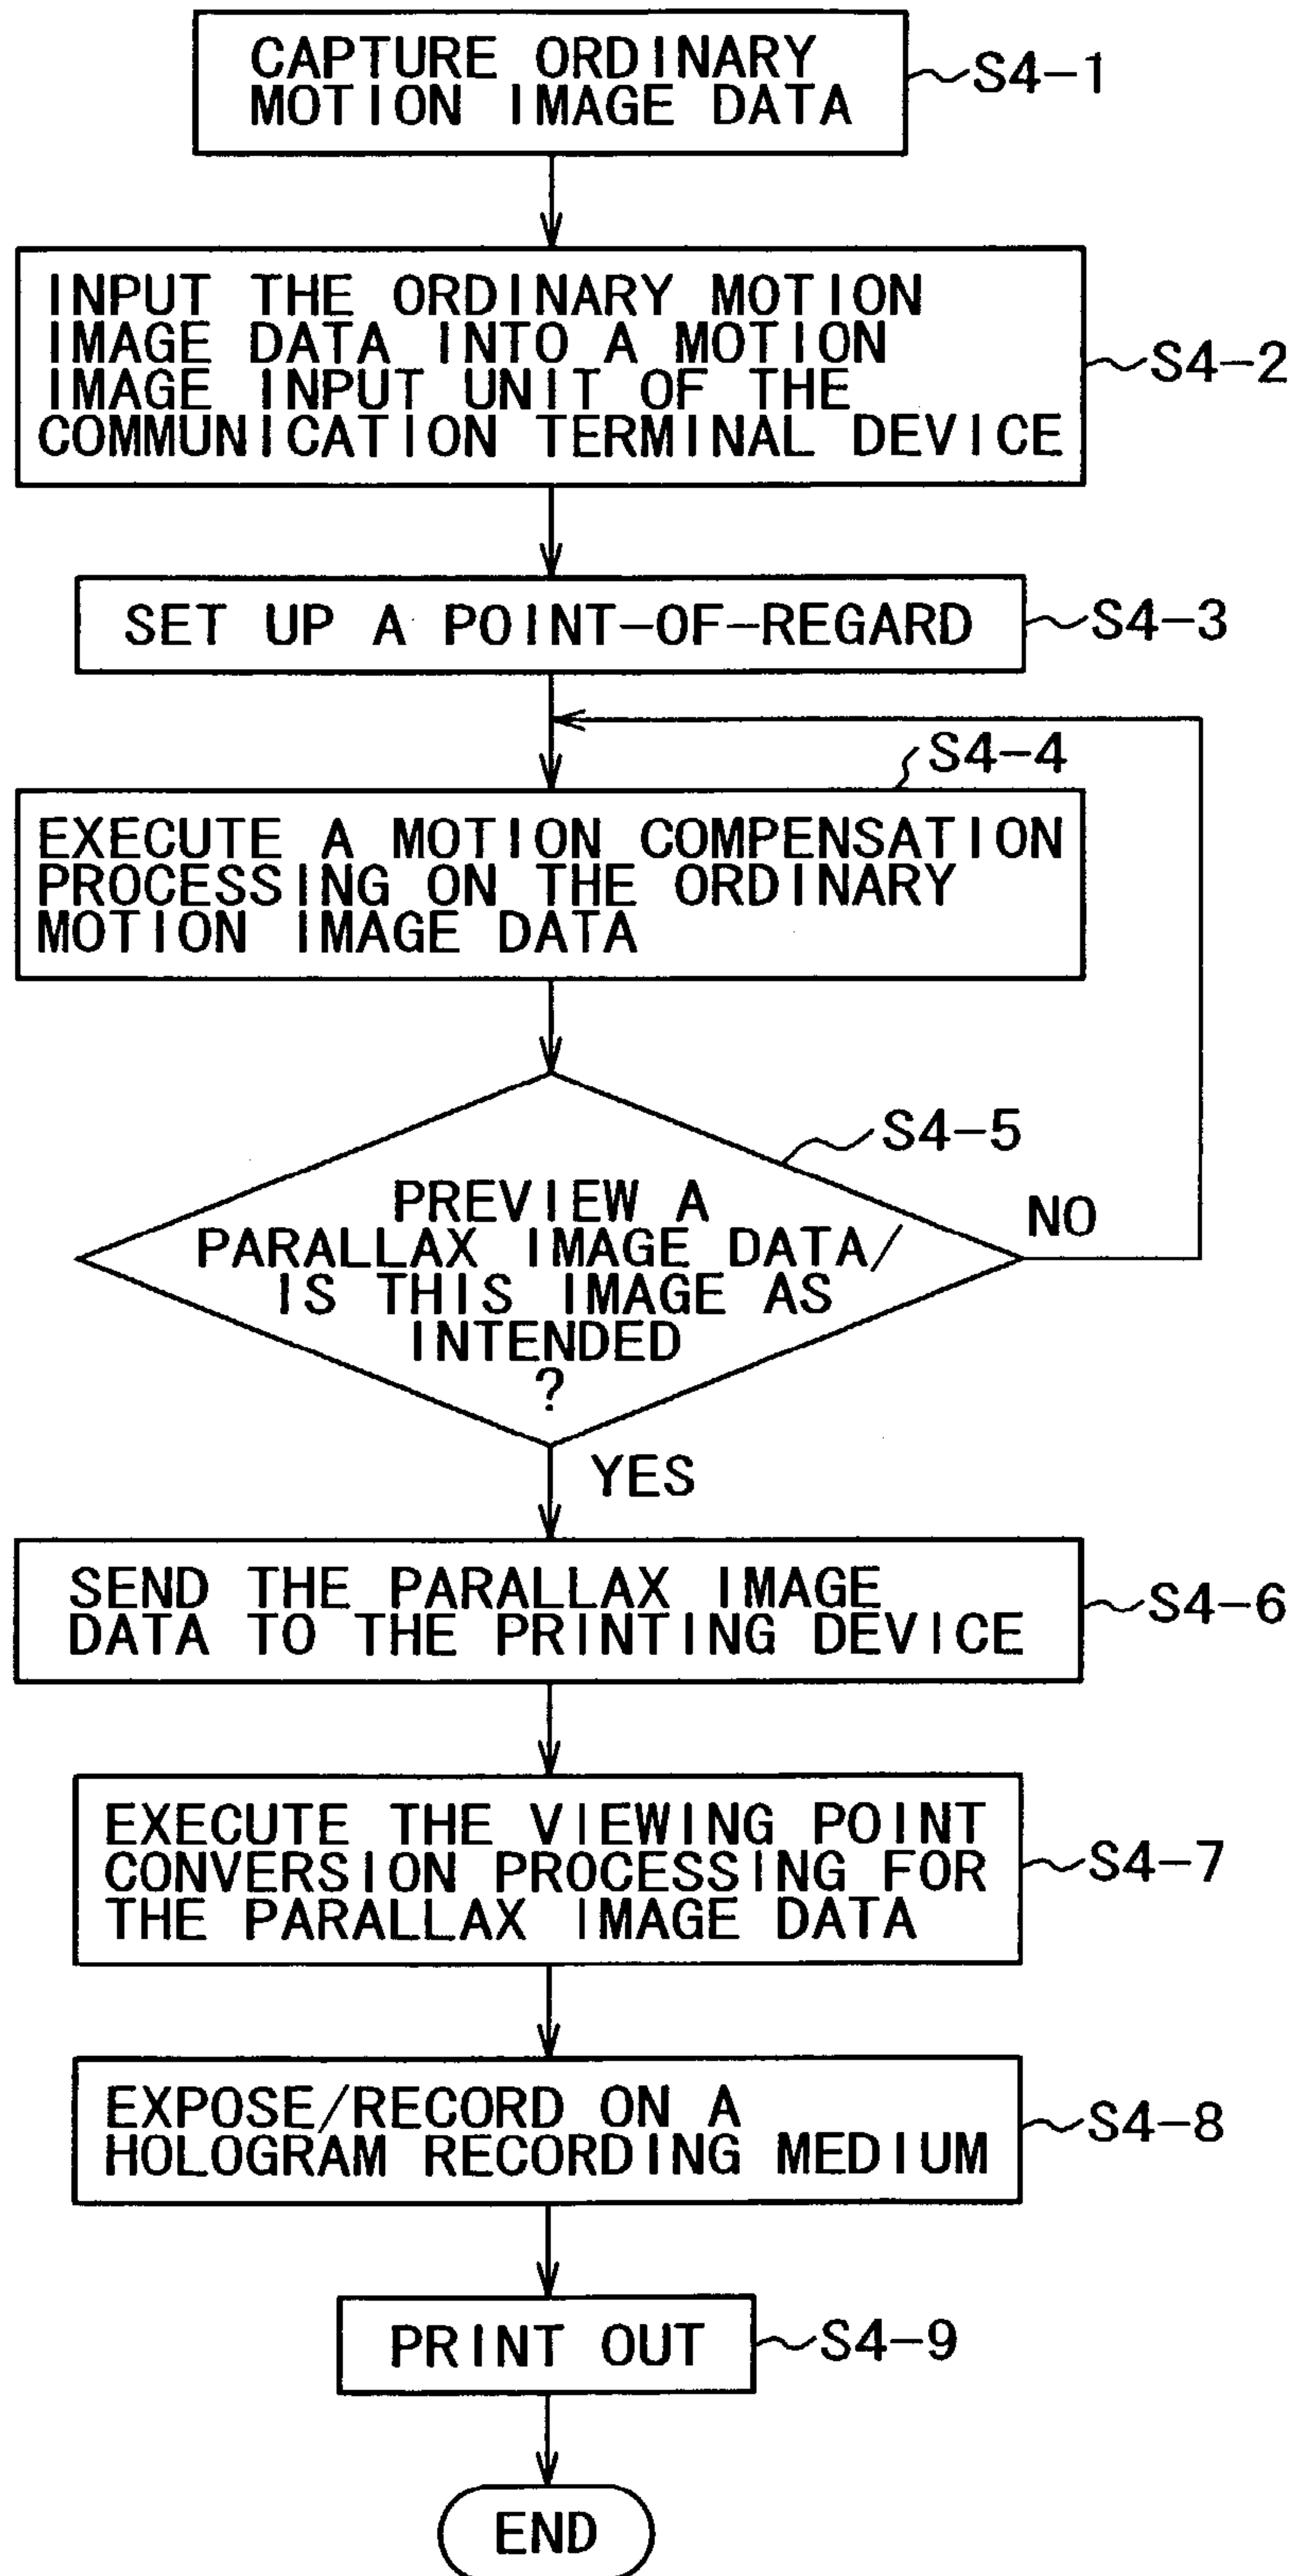 CAPTURE ORDINARY
MOTION IMAGE DATA
S4-1
INPUT THE ORDINARY MOTION
IMAGE DATA INTO A MOTION
IMAGE INPUT UNIT OF THE
COMMUNICATION TERMINAL DEVICE
S4-2
SET UP A POINT-OF-REGARD
S4-3
S4-4
EXECUTE A MOTION COMPENSATION
PROCESSING ON THE ORDINARY
MOTION IMAGE DATA
S4-5
PREVIEW A
PARALLAX IMAGE DATA/
IS THIS IMAGE AS
INTENDED
?
NO
YES
SEND THE PARALLAX IMAGE
DATA TO THE PRINTING DEVICE
S4-6
EXECUTE THE VIEWING POINT
CONVERSION PROCESSING FOR
THE PARALLAX IMAGE DATA
S4-7
EXPOSE/RECORD ON A
HOLOGRAM RECORDING MEDIUM
S4-8
PRINT OUT
S4-9
END